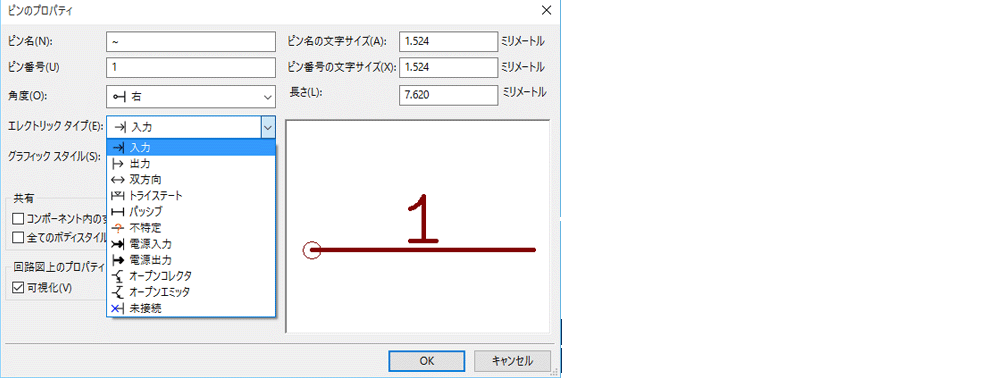 ピンのプロパティ
ピン名(N): ~ ピン名の文字サイズ(A): 1.524 ミリメートル
ピン番号(U) 1 ピン番号の文字サイズ(X): 1.524 ミリメートル
角度(O): 右 長さ(L): 7.620 ミリメートル
エレクトリック タイプ(E): 入力
グラフィック スタイル(S):
入力
出力
双方向
トライステート
パッシブ
不特定
電源入力
電源出力
オープンコレクタ
オープンエミッタ
未接続
共有
コンポーネント内の
全てのボディスタイル
回路図上のプロパティ
可視化(V)
1
OK キャンセル